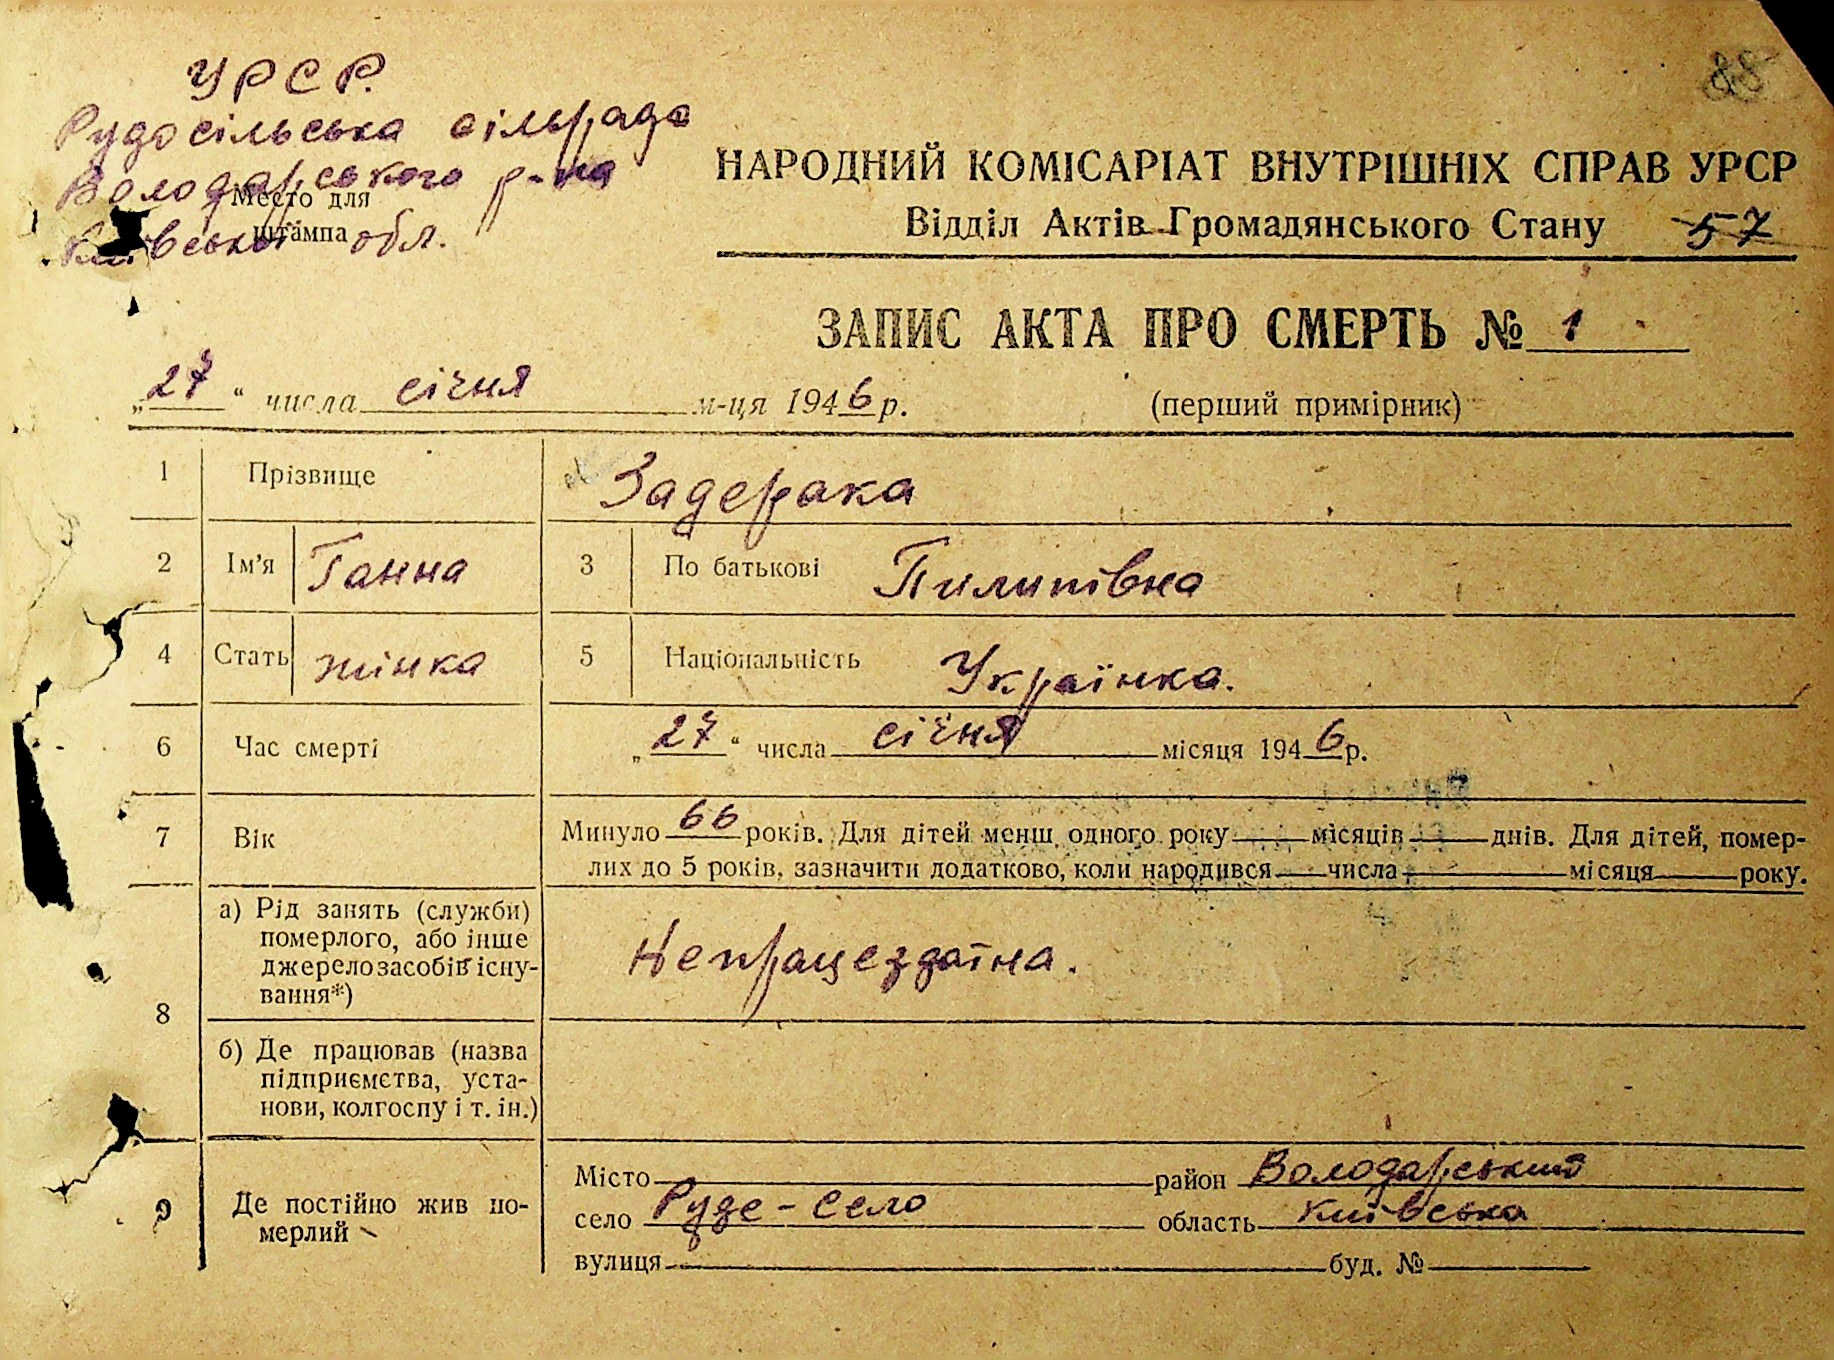 УРСР.
Рудосільська сільрада
Володарського р-на
Место для
штампа
Київської обл.
88
НАРОДНИЙ КОМІСАРІАТ ВНУТРІШНІХ СПРАВ УРСР
Відділ Актів Громадянського Стану 57
ЗАПИС АКТА ПРО СМЕРТЬ № 1
„27“ числа січня м-ця 1946 р. (перший примірник)
1 Прізвище Задерака
2 Ім'я Ганна 3 По батькові Пилипівна
4 Стать жінка 5 Національність Українка.
6 Час смерті „27“ числа січня місяця 1946 р.
7 Вік Минуло 66 років. Для дітей менш одного року місяців днів. Для дітей, помер-
лих до 5 років, зазначити додатково, коли народився числа місяця року.
8 а) Рід занять (служби)
померлого, або інше
джерело засобів існу-
вання*)
Непрацездатна.
б) Де працював (назва
підприємства, уста-
нови, колгоспу і т. ін.)
9 Де постійно жив по-
мерлий
Місто район Володарський
село Руде-Село область Київська
вулиця буд. №